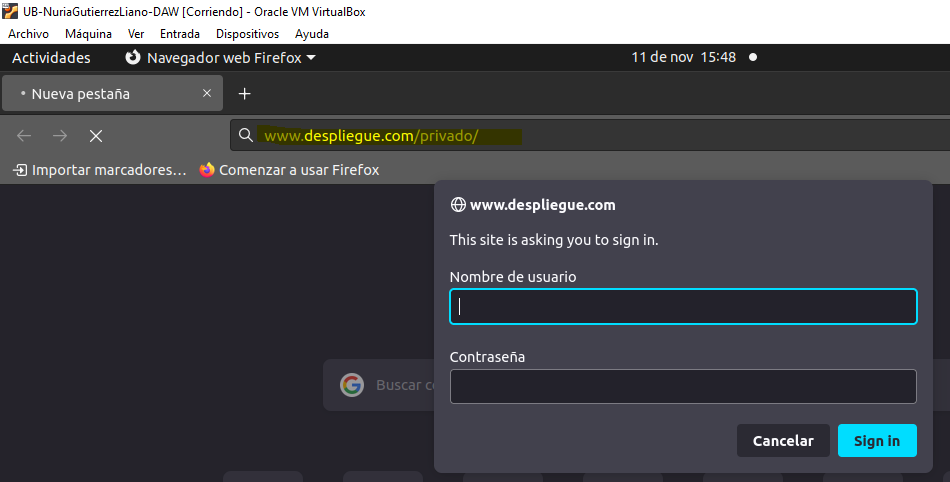 UB-NuriaGutierrezLiano-DAW [Corriendo] - Oracle VM VirtualBox
Archivo Máquina Ver Entrada Dispositivos Ayuda
Actividades Navegador web Firefox 11 de nov 15:48
Nueva pestaña
www.despliegue.com/privado/
Importar marcadores… Comenzar a usar Firefox
www.despliegue.com
This site is asking you to sign in.
Nombre de usuario
Contraseña
Buscar
Cancelar Sign in